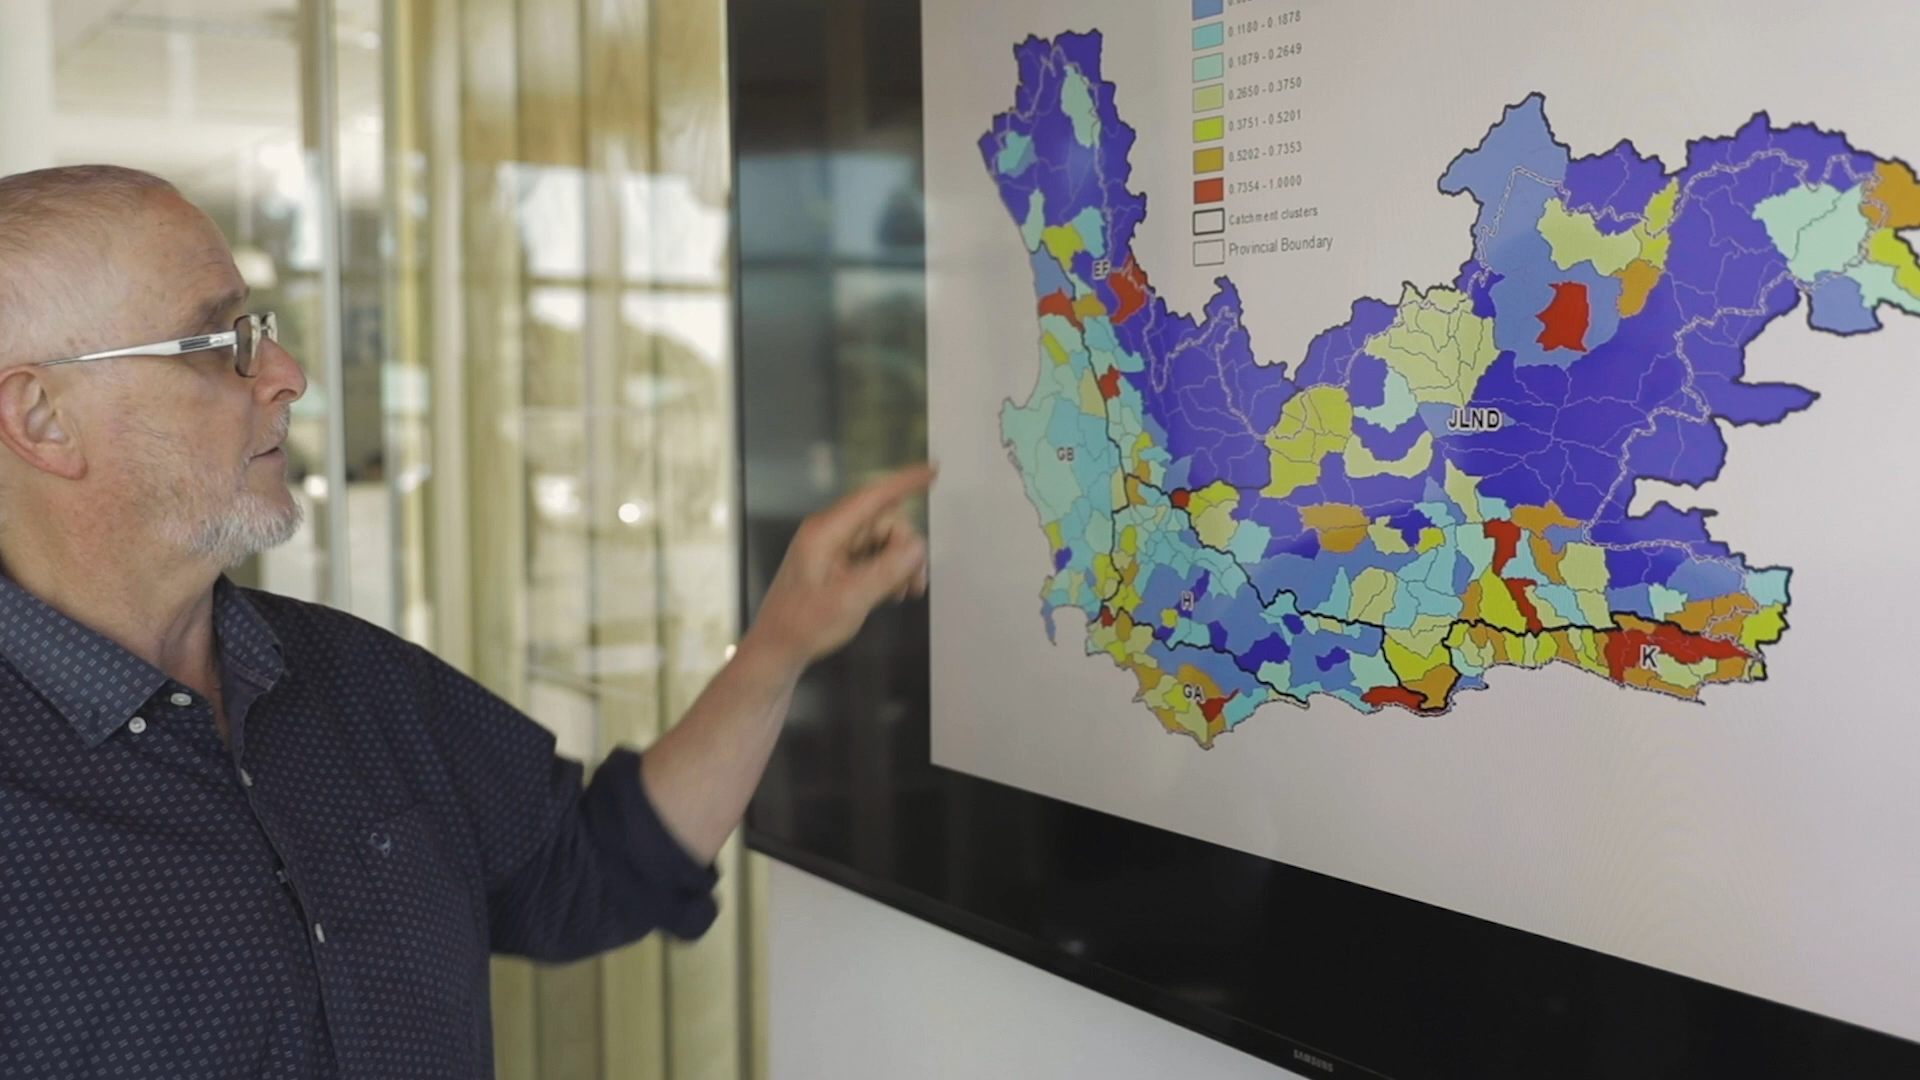 0.1180 - 0.1878
0.1879 - 0.2649
0.2650 - 0.3750
0.3751 - 0.5201
0.5202 - 0.7353
0.7354 - 1.0000
Catchment clusters
Provincial Boundary
EF
JLND
GB
H
K
GA
SAMSUNG